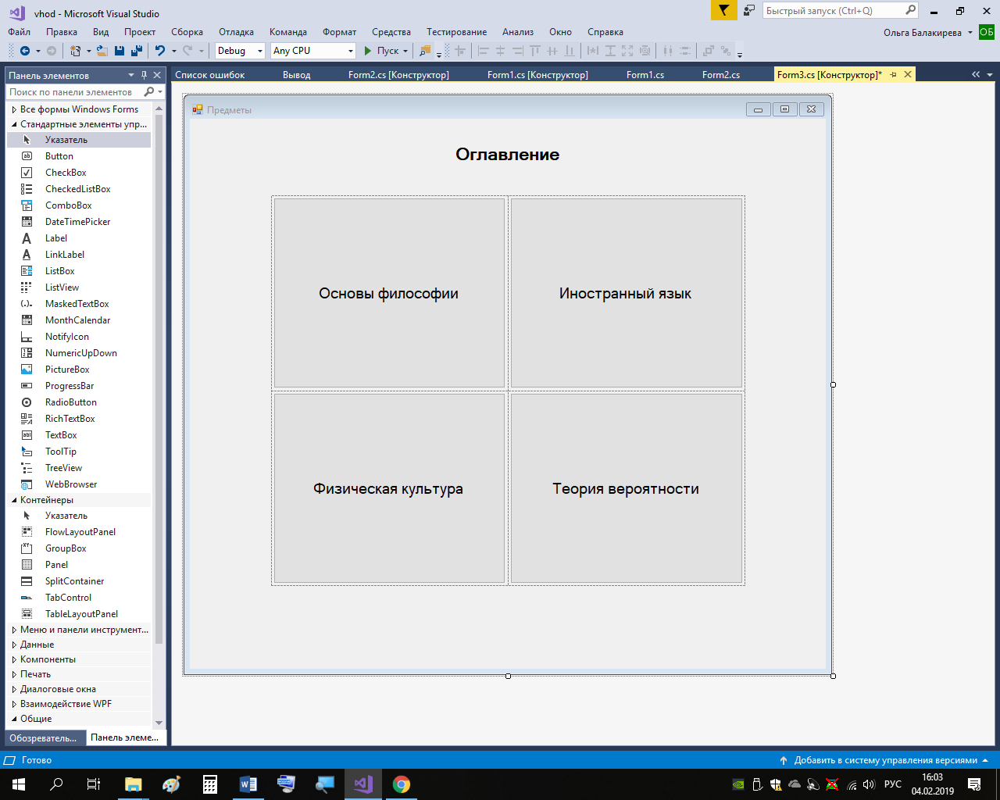 vhod - Microsoft Visual Studio
Быстрый запуск (Ctrl+Q)
Файл Правка Вид Проект Сборка Отладка Команда Формат Средства Тестирование Анализ Окно Справка
Ольга Балакирева ОБ
Debug Any CPU Пуск
Панель элементов
Список ошибок Вывод Form2.cs [Конструктор] Form1.cs [Конструктор] Form1.cs Form2.cs Form3.cs [Конструктор]*
Поиск по панели элементов
Все формы Windows Forms
Стандартные элементы упр...
Указатель
Button
CheckBox
CheckedListBox
ComboBox
DateTimePicker
Label
LinkLabel
ListBox
ListView
MaskedTextBox
MonthCalendar
NotifyIcon
NumericUpDown
PictureBox
ProgressBar
RadioButton
RichTextBox
TextBox
ToolTip
TreeView
WebBrowser
Контейнеры
Указатель
FlowLayoutPanel
GroupBox
Panel
SplitContainer
TabControl
TableLayoutPanel
Меню и панели инструмент...
Данные
Компоненты
Печать
Диалоговые окна
Взаимодействие WPF
Общие
Обозреватель... Панель элеме...
Предметы
Оглавление
Основы философии Иностранный язык
Физическая культура Теория вероятности
Готово
Добавить в систему управления версиями
РУС
16:03
04.02.2019